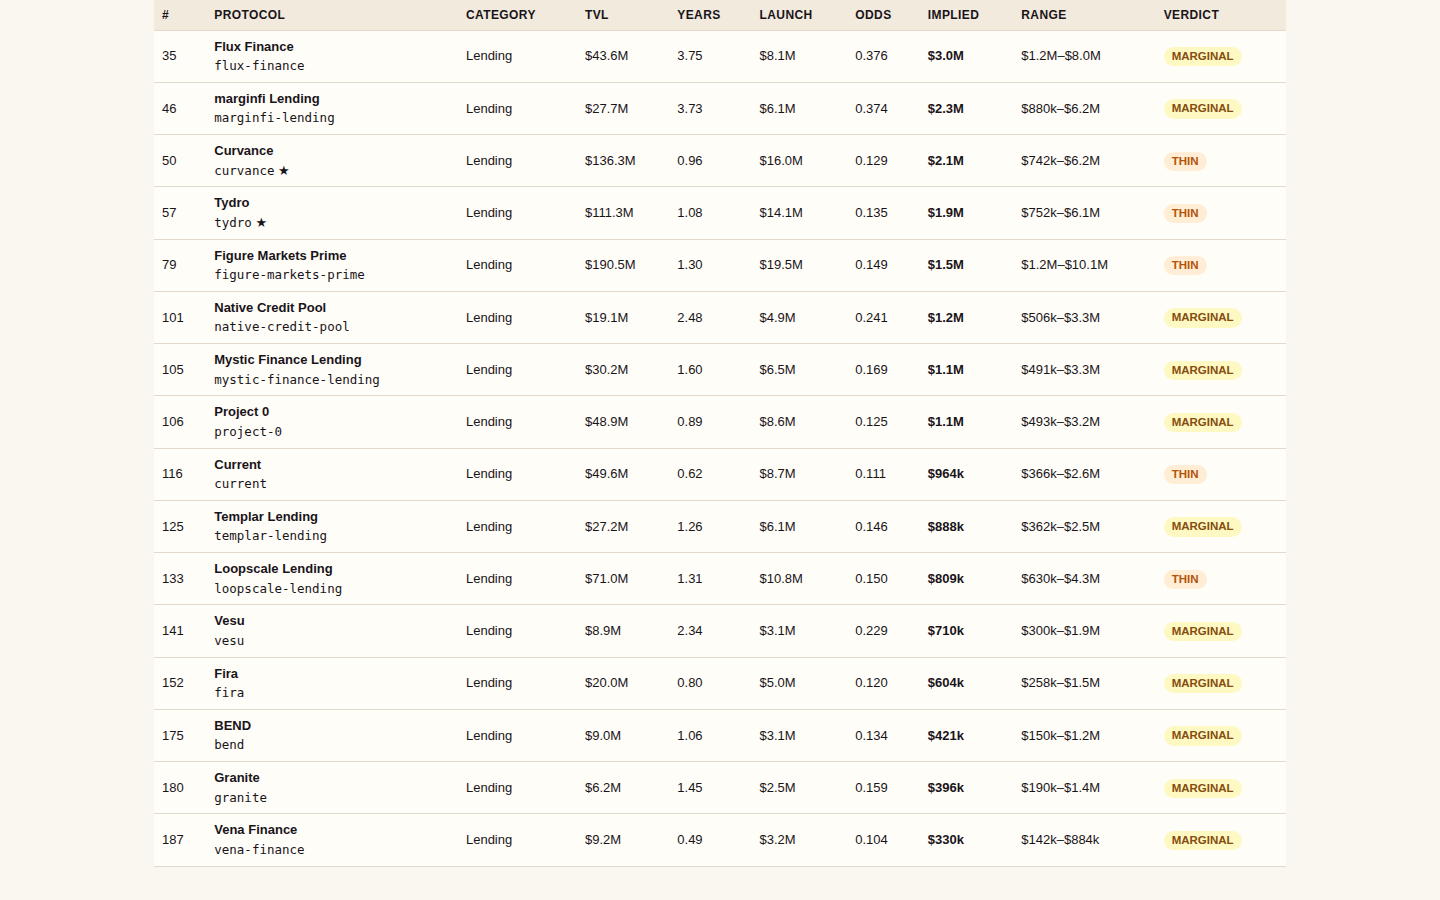 # PROTOCOL CATEGORY TVL YEARS LAUNCH ODDS IMPLIED RANGE VERDICT
35 Flux Finance Lending $43.6M 3.75 $8.1M 0.376 $3.0M $1.2M–$8.0M MARGINAL
flux-finance
46 marginfi Lending Lending $27.7M 3.73 $6.1M 0.374 $2.3M $880k–$6.2M MARGINAL
marginfi-lending
50 Curvance Lending $136.3M 0.96 $16.0M 0.129 $2.1M $742k–$6.2M THIN
curvance ★
57 Tydro Lending $111.3M 1.08 $14.1M 0.135 $1.9M $752k–$6.1M THIN
tydro ★
79 Figure Markets Prime Lending $190.5M 1.30 $19.5M 0.149 $1.5M $1.2M–$10.1M THIN
figure-markets-prime
101 Native Credit Pool Lending $19.1M 2.48 $4.9M 0.241 $1.2M $506k–$3.3M MARGINAL
native-credit-pool
105 Mystic Finance Lending Lending $30.2M 1.60 $6.5M 0.169 $1.1M $491k–$3.3M MARGINAL
mystic-finance-lending
106 Project 0 Lending $48.9M 0.89 $8.6M 0.125 $1.1M $493k–$3.2M MARGINAL
project-0
116 Current Lending $49.6M 0.62 $8.7M 0.111 $964k $366k–$2.6M THIN
current
125 Templar Lending Lending $27.2M 1.26 $6.1M 0.146 $888k $362k–$2.5M MARGINAL
templar-lending
133 Loopscale Lending Lending $71.0M 1.31 $10.8M 0.150 $809k $630k–$4.3M THIN
loopscale-lending
141 Vesu Lending $8.9M 2.34 $3.1M 0.229 $710k $300k–$1.9M MARGINAL
vesu
152 Fira Lending $20.0M 0.80 $5.0M 0.120 $604k $258k–$1.5M MARGINAL
fira
175 BEND Lending $9.0M 1.06 $3.1M 0.134 $421k $150k–$1.2M MARGINAL
bend
180 Granite Lending $6.2M 1.45 $2.5M 0.159 $396k $190k–$1.4M MARGINAL
granite
187 Vena Finance Lending $9.2M 0.49 $3.2M 0.104 $330k $142k–$884k MARGINAL
vena-finance